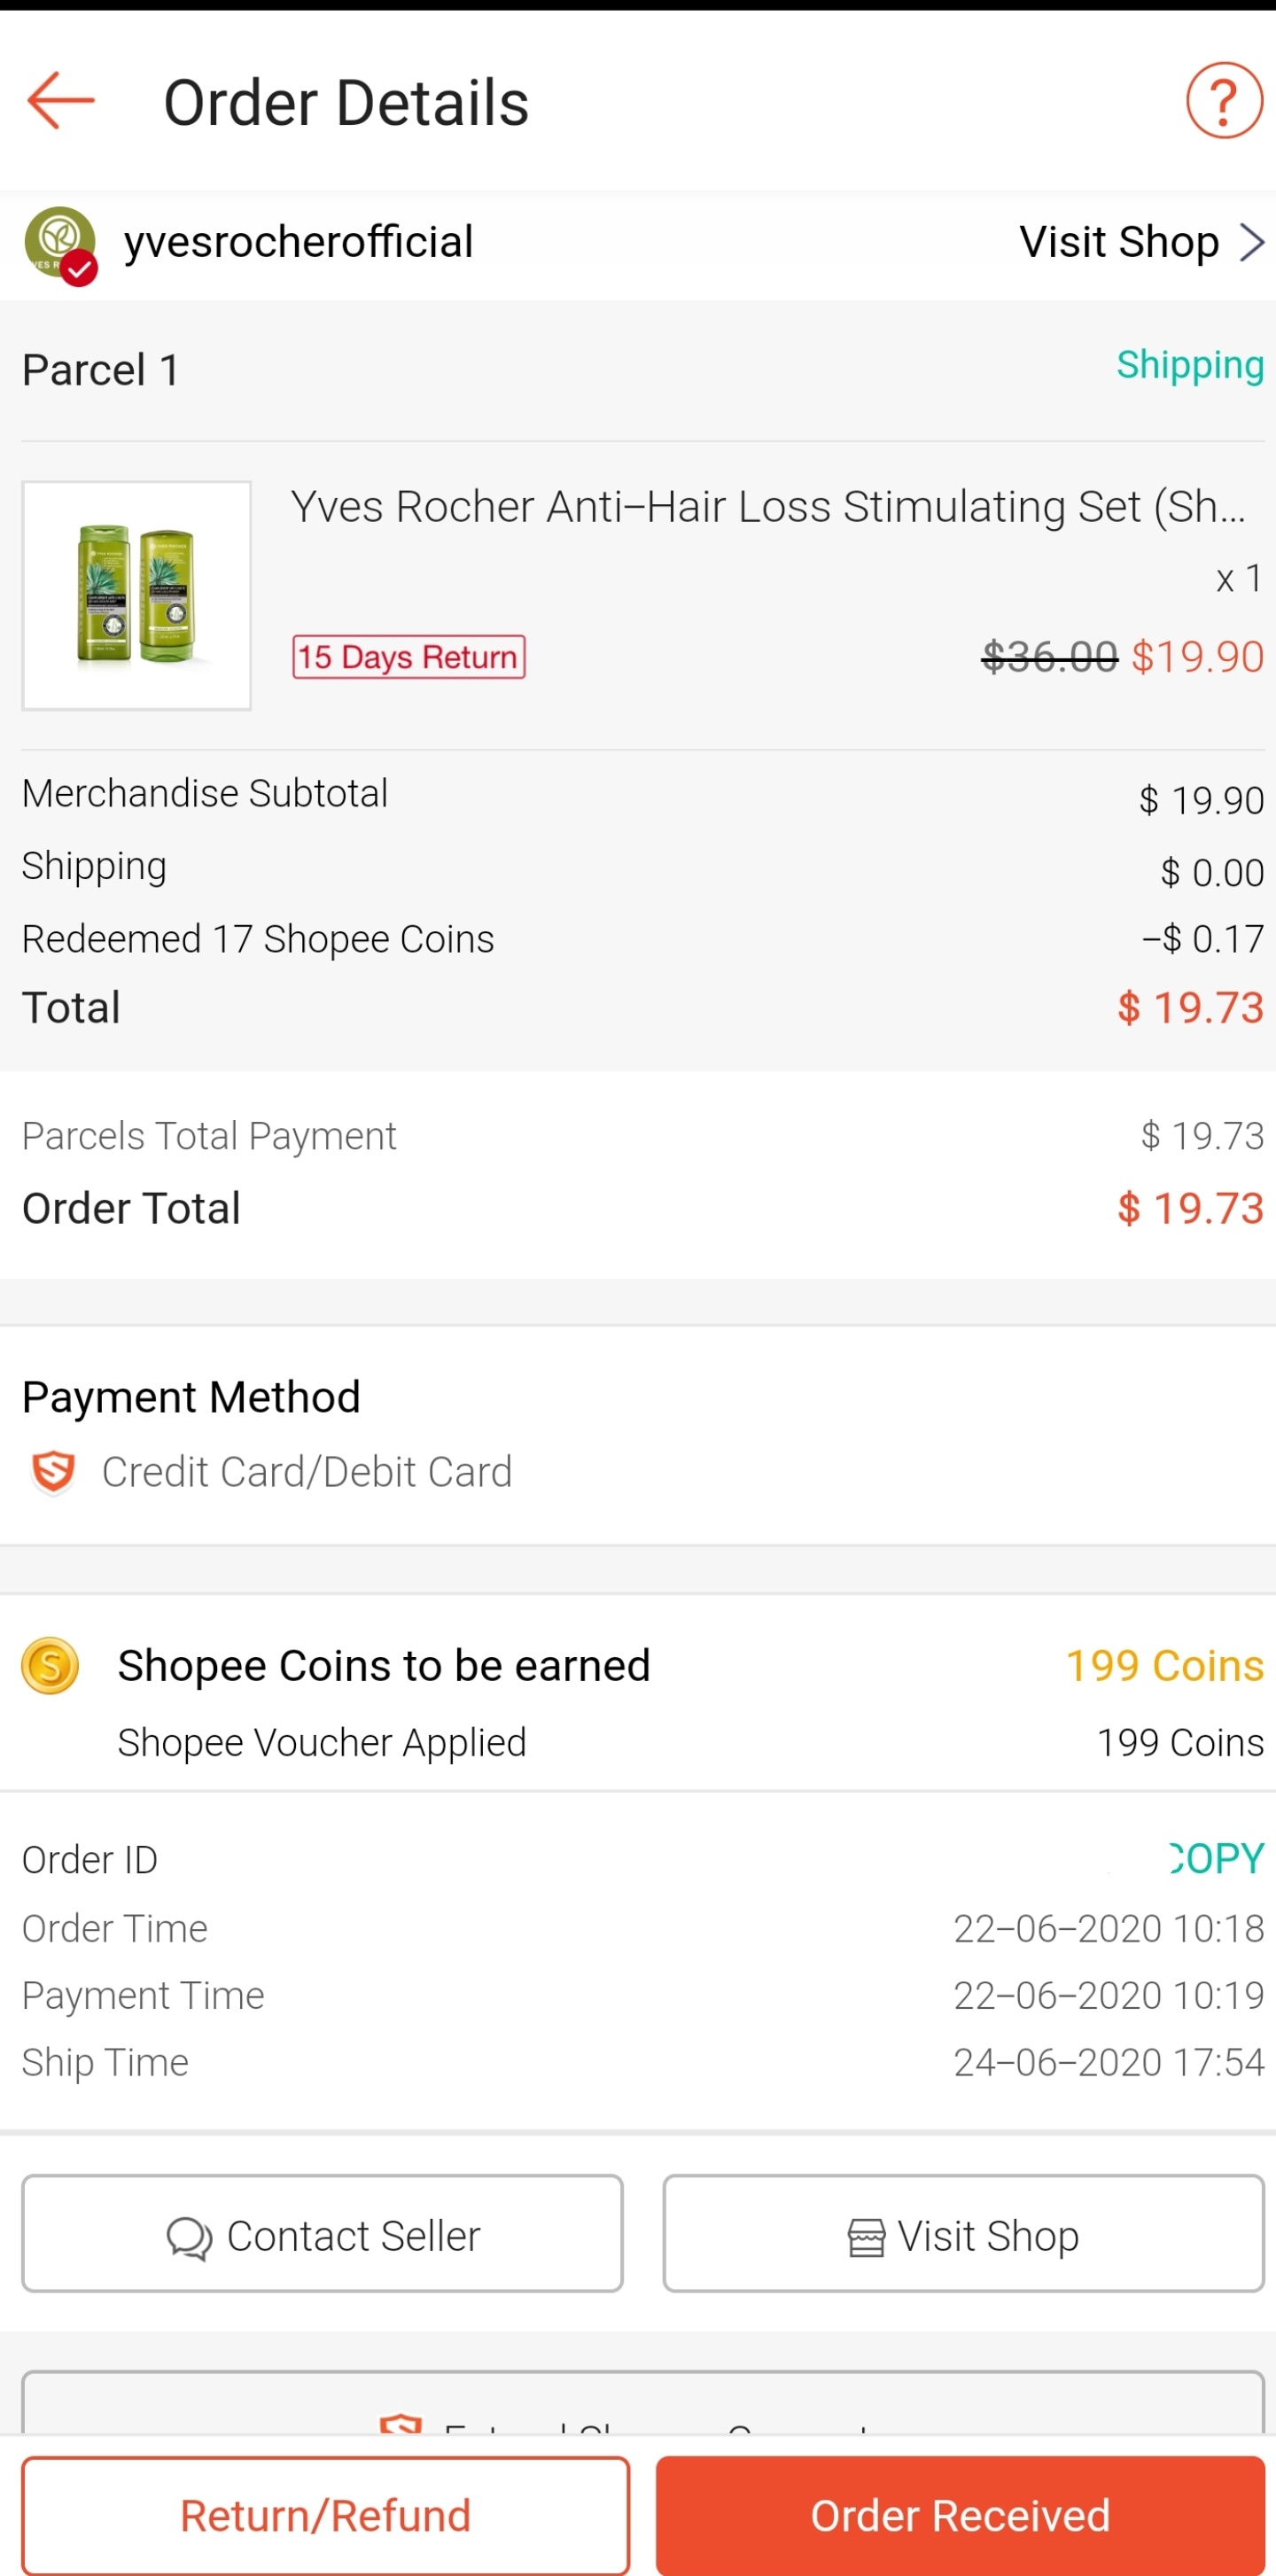 Order Details
?
yvesrocherofficial
Visit Shop
Parcel 1
Shipping
Yves Rocher Anti-Hair Loss Stimulating Set (Sh...
x 1
15 Days Return
$36.00 $19.90
Merchandise Subtotal
$ 19.90
Shipping
$ 0.00
Redeemed 17 Shopee Coins
-$ 0.17
Total
$ 19.73
Parcels Total Payment
$ 19.73
Order Total
$ 19.73
Payment Method
Credit Card/Debit Card
Shopee Coins to be earned
199 Coins
Shopee Voucher Applied
199 Coins
Order ID
COPY
Order Time
22-06-2020 10:18
Payment Time
22-06-2020 10:19
Ship Time
24-06-2020 17:54
Contact Seller
Visit Shop
Return/Refund
Order Received